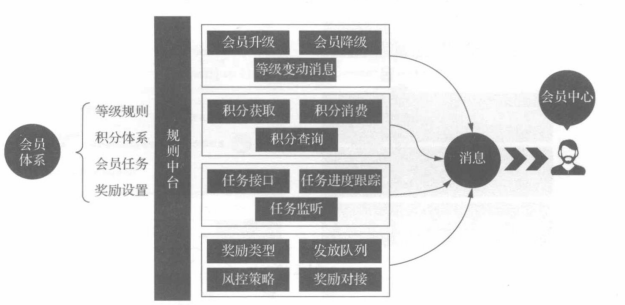 会员
体系
等级规则
积分体系
会员任务
奖励设置
规则中台
会员升级
会员降级
等级变动消息
积分获取
积分消费
积分查询
任务接口
任务进度跟踪
任务监听
奖励类型
发放队列
风控策略
奖励对接
消息
会员中心